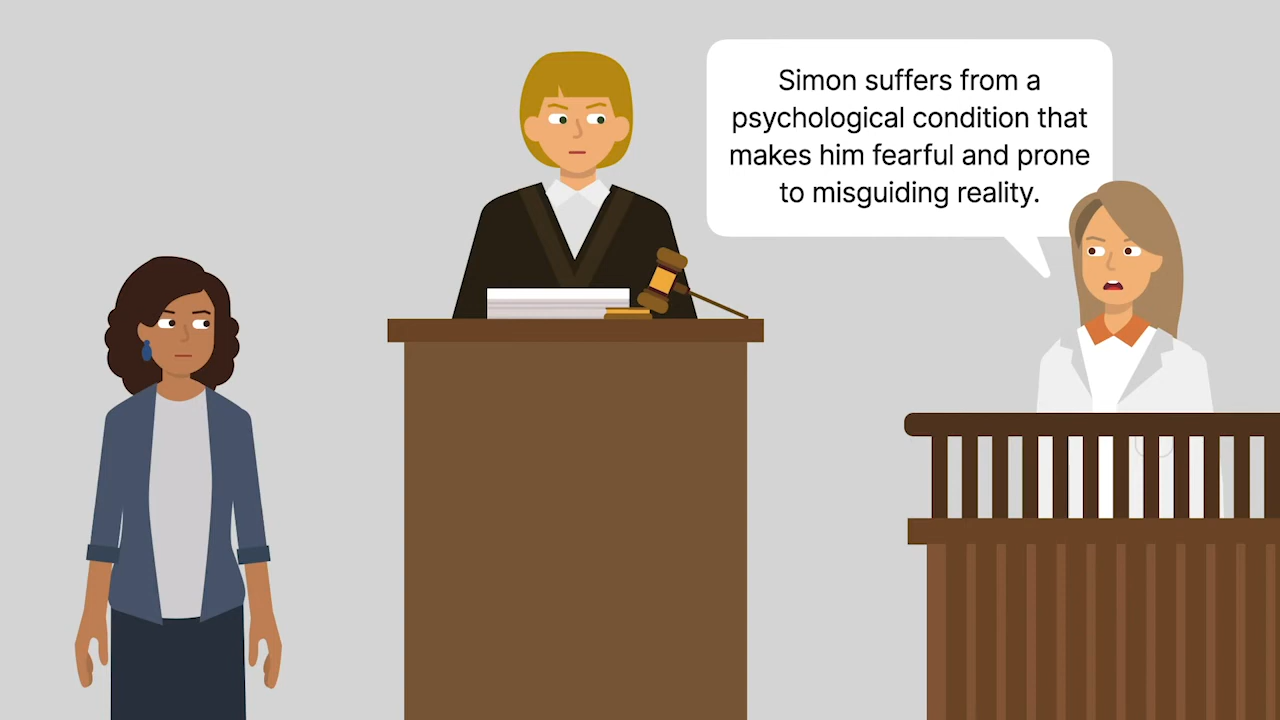 Simon suffers from a
psychological condition that
makes him fearful and prone
to misguiding reality.